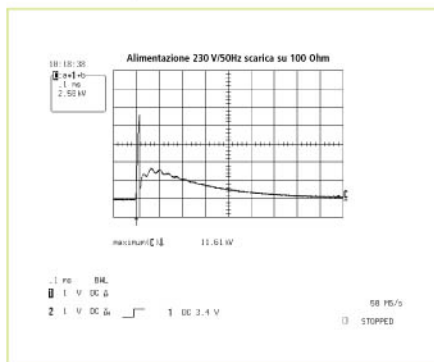 Alimentazione 230 V/50Hz scarica su 100 Ohm
10:18:38
.1 ms
2.58 kV
11.61 kV
.1 ms BWL
1 1 V DC
2 1 V DC
1 DC 3.4 V
50 MS/s
STOPPED